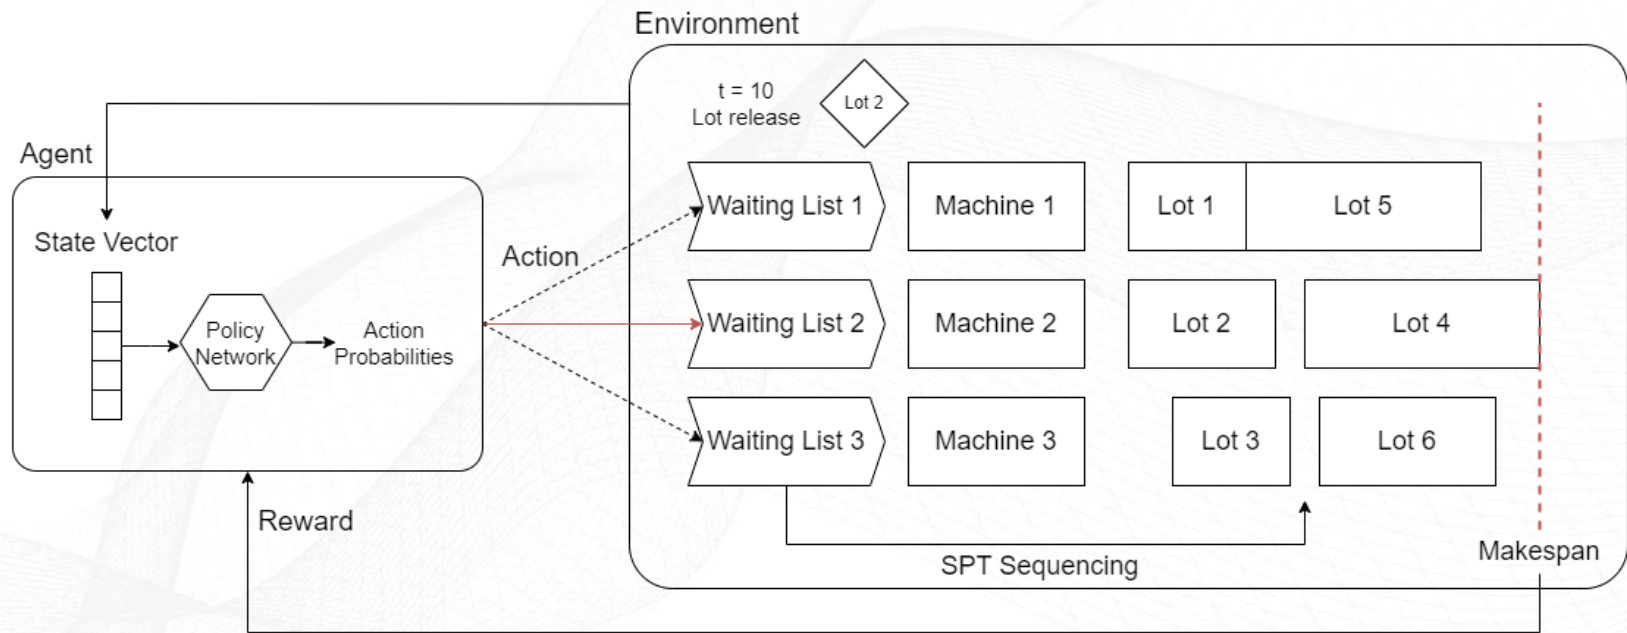 Environment
t = 10
Lot release
Lot 2
Agent
State Vector
Policy
Network
Action
Probabilities
Action
Waiting List 1
Machine 1
Lot 1
Lot 5
Waiting List 2
Machine 2
Lot 2
Lot 4
Waiting List 3
Machine 3
Lot 3
Lot 6
Reward
SPT Sequencing
Makespan